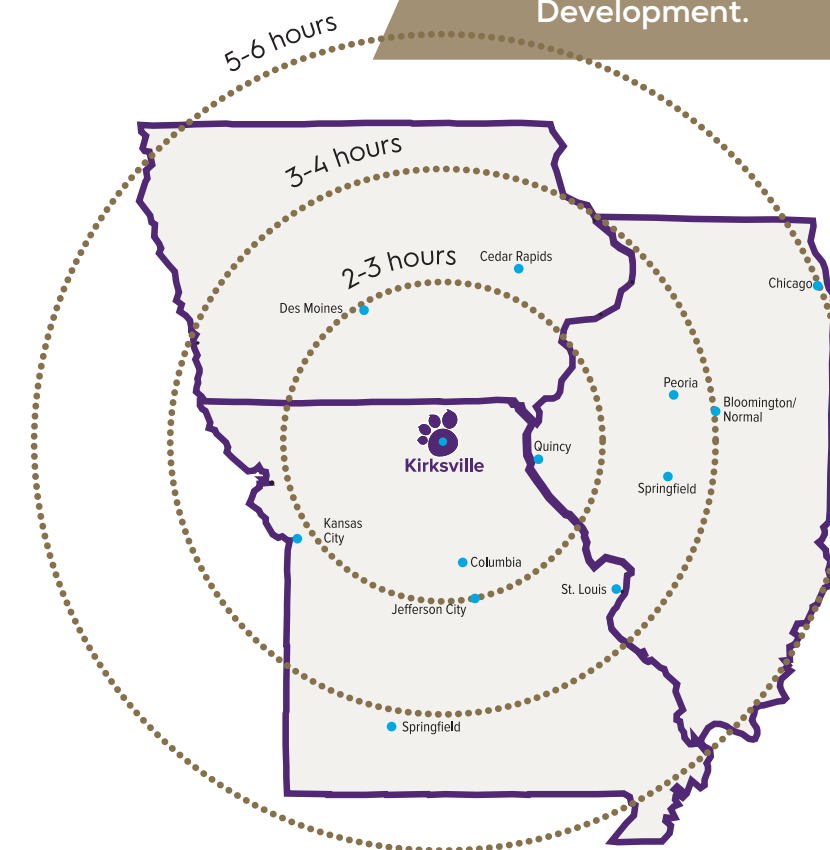 Development.
5-6 hours
3-4 hours
2-3 hours
Cedar Rapids
Des Moines
Chicago
Peoria
Bloomington/
Normal
Kirksville
Quincy
Springfield
Kansas
City
Columbia
St. Louis
Jefferson City
Springfield